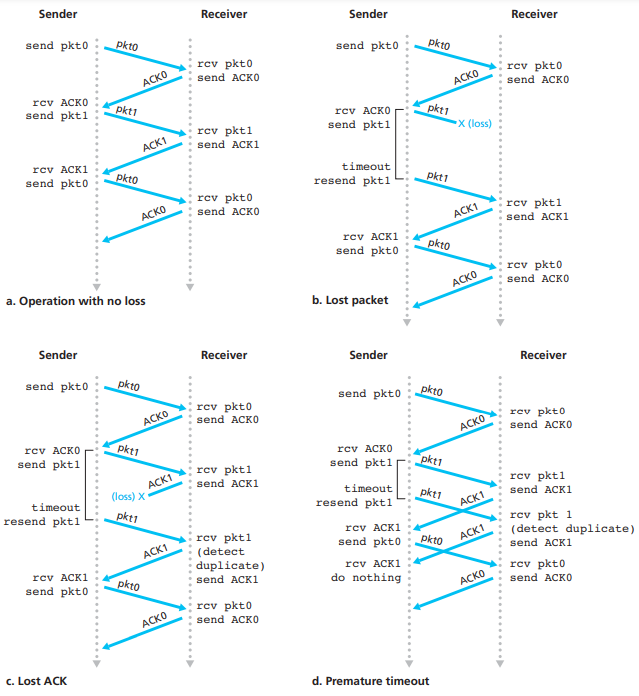 Sender
Receiver
send pkt0
pkt0
rcv pkt0
ACK0
send ACK0
rcv ACK0
send pkt1
pkt1
rcv pkt1
ACK1
send ACK1
rcv ACK1
send pkt0
pkt0
rcv pkt0
ACK0
send ACK0
a. Operation with no loss
Sender
Receiver
send pkt0
pkt0
rcv pkt0
ACK0
send ACK0
rcv ACK0
send pkt1
pkt1
X (loss)
timeout
resend pkt1
pkt1
rcv pkt1
ACK1
send ACK1
rcv ACK1
send pkt0
pkt0
rcv pkt0
ACK0
send ACK0
b. Lost packet
Sender
Receiver
send pkt0
pkt0
rcv pkt0
ACK0
send ACK0
rcv ACK0
send pkt1
pkt1
rcv pkt1
ACK1
send ACK1
(loss) X
timeout
resend pkt1
pkt1
rcv pkt1
(detect
duplicate)
send ACK1
ACK1
rcv ACK1
send pkt0
pkt0
rcv pkt0
ACK0
send ACK0
c. Lost ACK
Sender
Receiver
send pkt0
pkt0
rcv pkt0
ACK0
send ACK0
rcv ACK0
send pkt1
pkt1
rcv pkt1
ACK1
send ACK1
timeout
resend pkt1
pkt1
rcv pkt 1
(detect duplicate)
send ACK1
ACK1
rcv ACK1
send pkt0
pkt0
rcv ACK1
do nothing
rcv pkt0
ACK0
send ACK0
d. Premature timeout